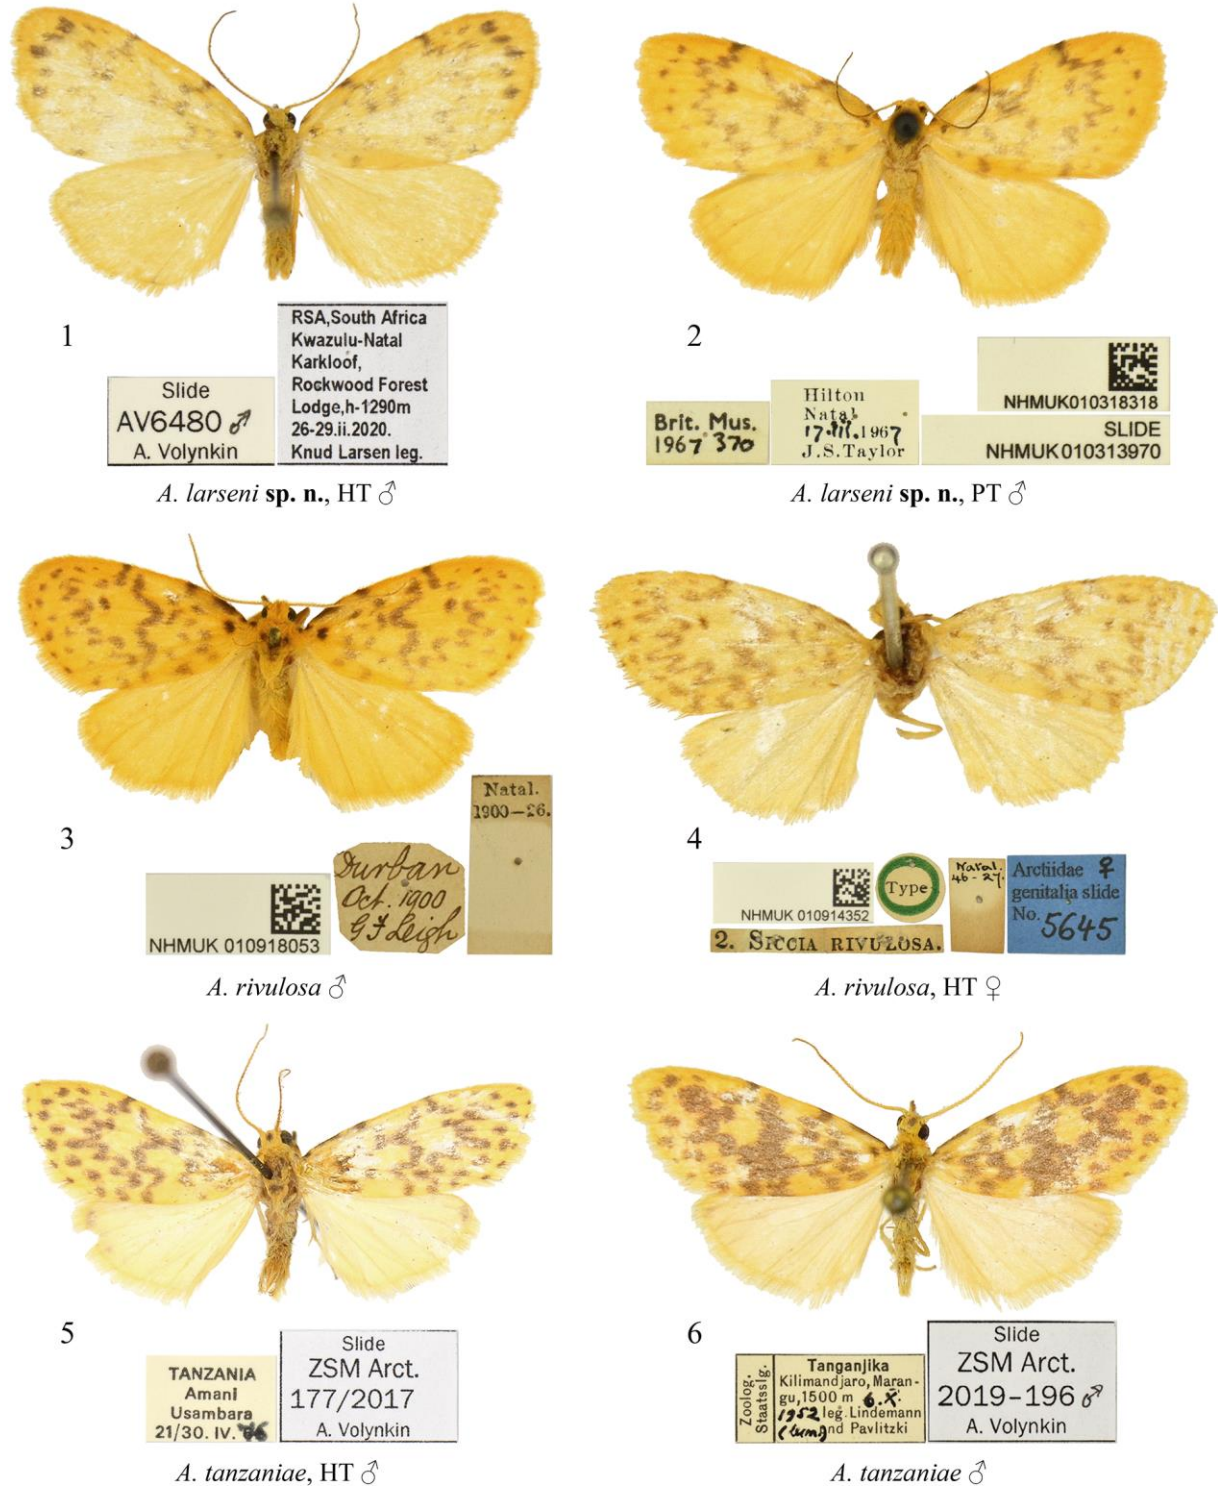 1
Slide
AV6480 ♂
A. Volynkin
RSA,South Africa
Kwazulu-Natal
Karkloof,
Rockwood Forest
Lodge,h-1290m
26-29.ii.2020.
Knud Larsen leg.
A. larseni sp. n., HT ♂
2
Brit. Mus.
1967 370
Hilton
Natal
1967
J.S.Taylor
NHMUK010318318
SLIDE
NHMUK010313970
A. larseni sp. n., PT ♂
3
NHMUK 010918053
Durban
Oct. 1900
G F Leigh
Natal.
1900-26.
A. rivulosa ♂
4
NHMUK 010914352
Type
Natal.
46-27.
Arctiidae ♀
genitalia slide
No. 5645
2. SICCIA RIVULOSA.
A. rivulosa, HT ♀
5
TANZANIA
Amani
Usambara
21/30. IV.
Slide
ZSM Arct.
177/2017
A. Volynkin
A. tanzaniae, HT ♂
6
Zoolog.
Staatsslg.
Tanganjika
Kilimandjaro, Maran-
gu,1500 m 6.X.
1952 leg. Lindemann
nd Pavlitzki
Slide
ZSM Arct.
2019-196 ♂
A. Volynkin
A. tanzaniae ♂